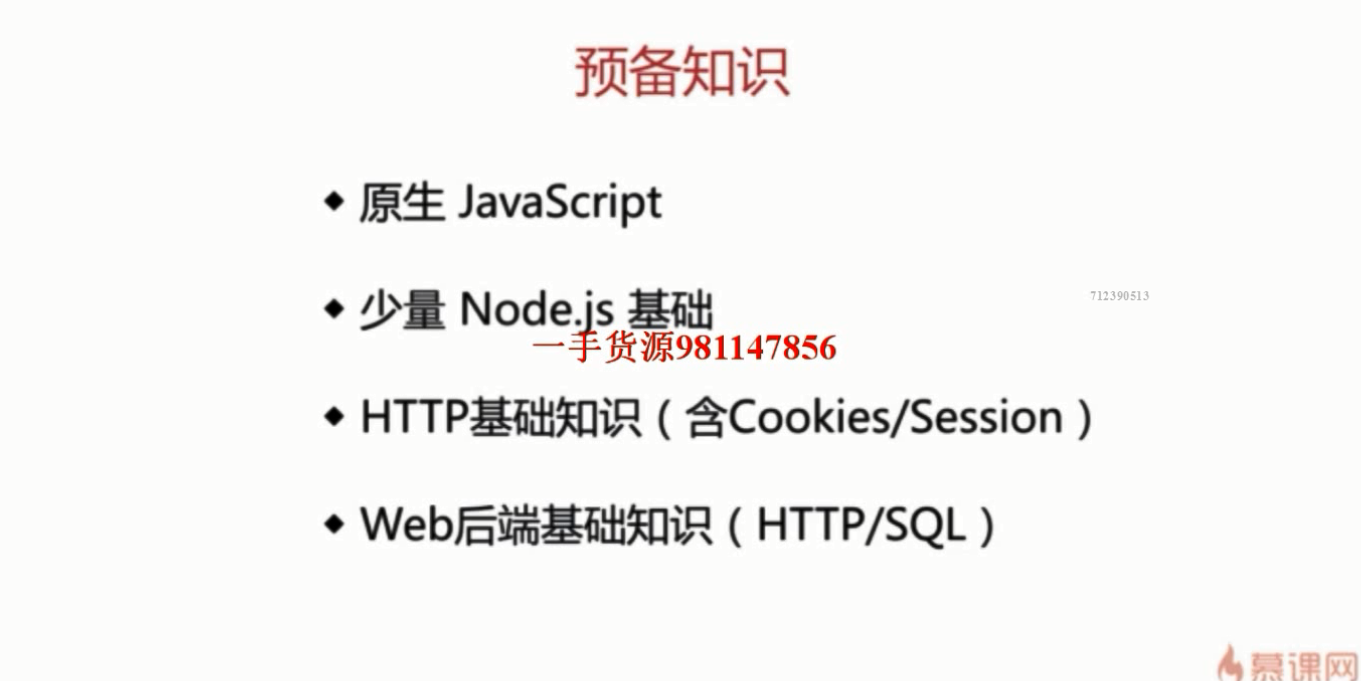 预备知识
◆ 原生 JavaScript
◆ 少量 Node.js 基础
712390513
一手货源981147856
◆ HTTP基础知识（含Cookies/Session）
◆ Web后端基础知识（HTTP/SQL）
慕课网